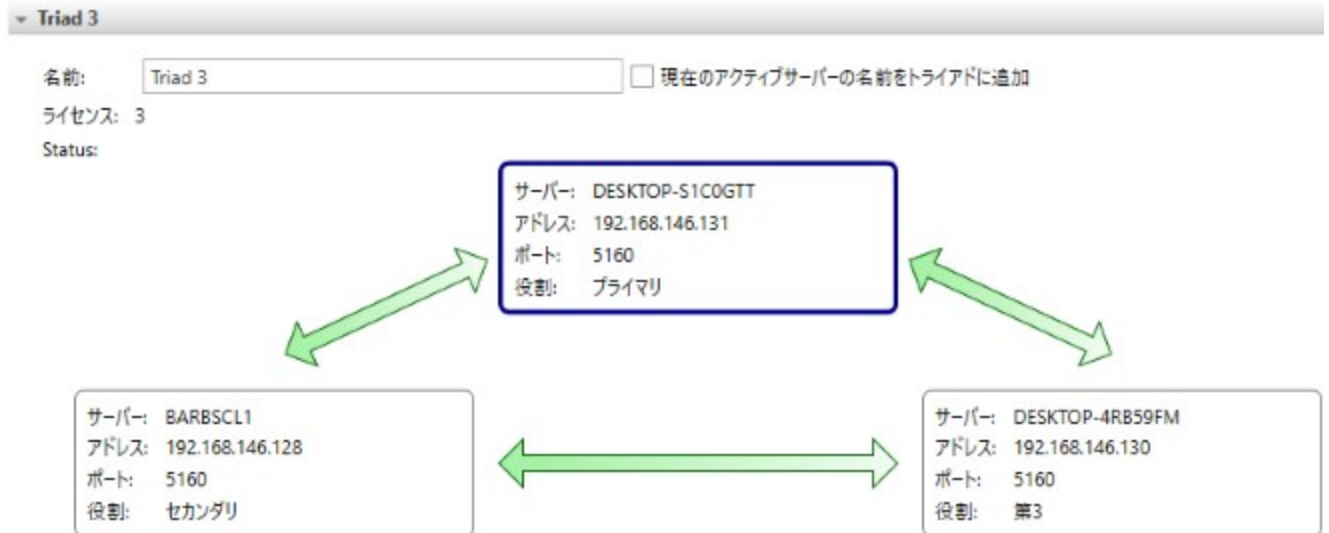 Triad 3
名前: Triad 3 現在のアクティブサーバーの名前をトライアドに追加
ライセンス: 3
Status:
サーバー: DESKTOP-S1C0GTT
アドレス: 192.168.146.131
ポート: 5160
役割: プライマリ
サーバー: BARBSCL1
アドレス: 192.168.146.128
ポート: 5160
役割: セカンダリ
サーバー: DESKTOP-4RB59FM
アドレス: 192.168.146.130
ポート: 5160
役割: 第3